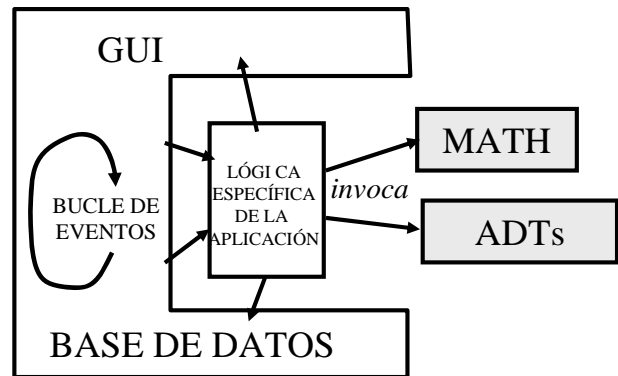 GUI
MATH
LÓGI CA
ESPECÍFICA
DE LA
APLICACIÓN
invoca
BUCLE DE
EVENTOS
ADTs
BASE DE DATOS